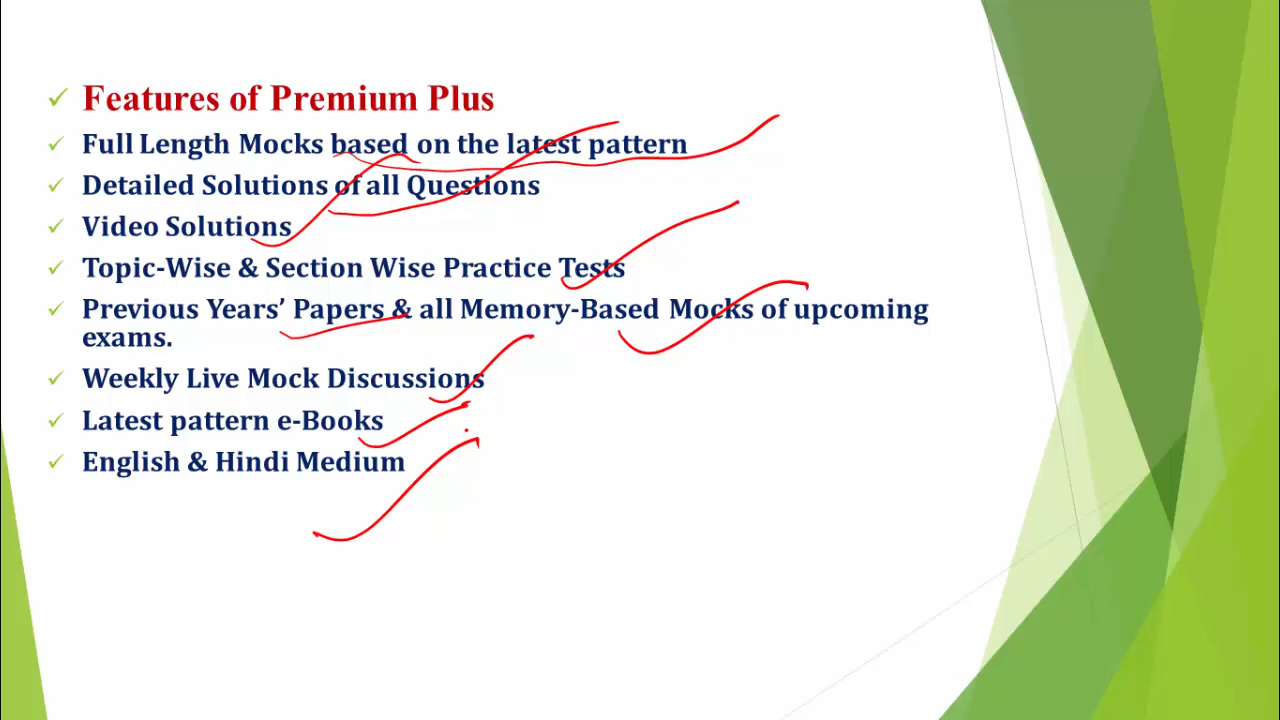 Features of Premium Plus
Full Length Mocks based on the latest pattern
Detailed Solutions of all Questions
Video Solutions
Topic-Wise & Section Wise Practice Tests
Previous Years’ Papers & all Memory-Based Mocks of upcoming
exams.
Weekly Live Mock Discussions
Latest pattern e-Books
English & Hindi Medium